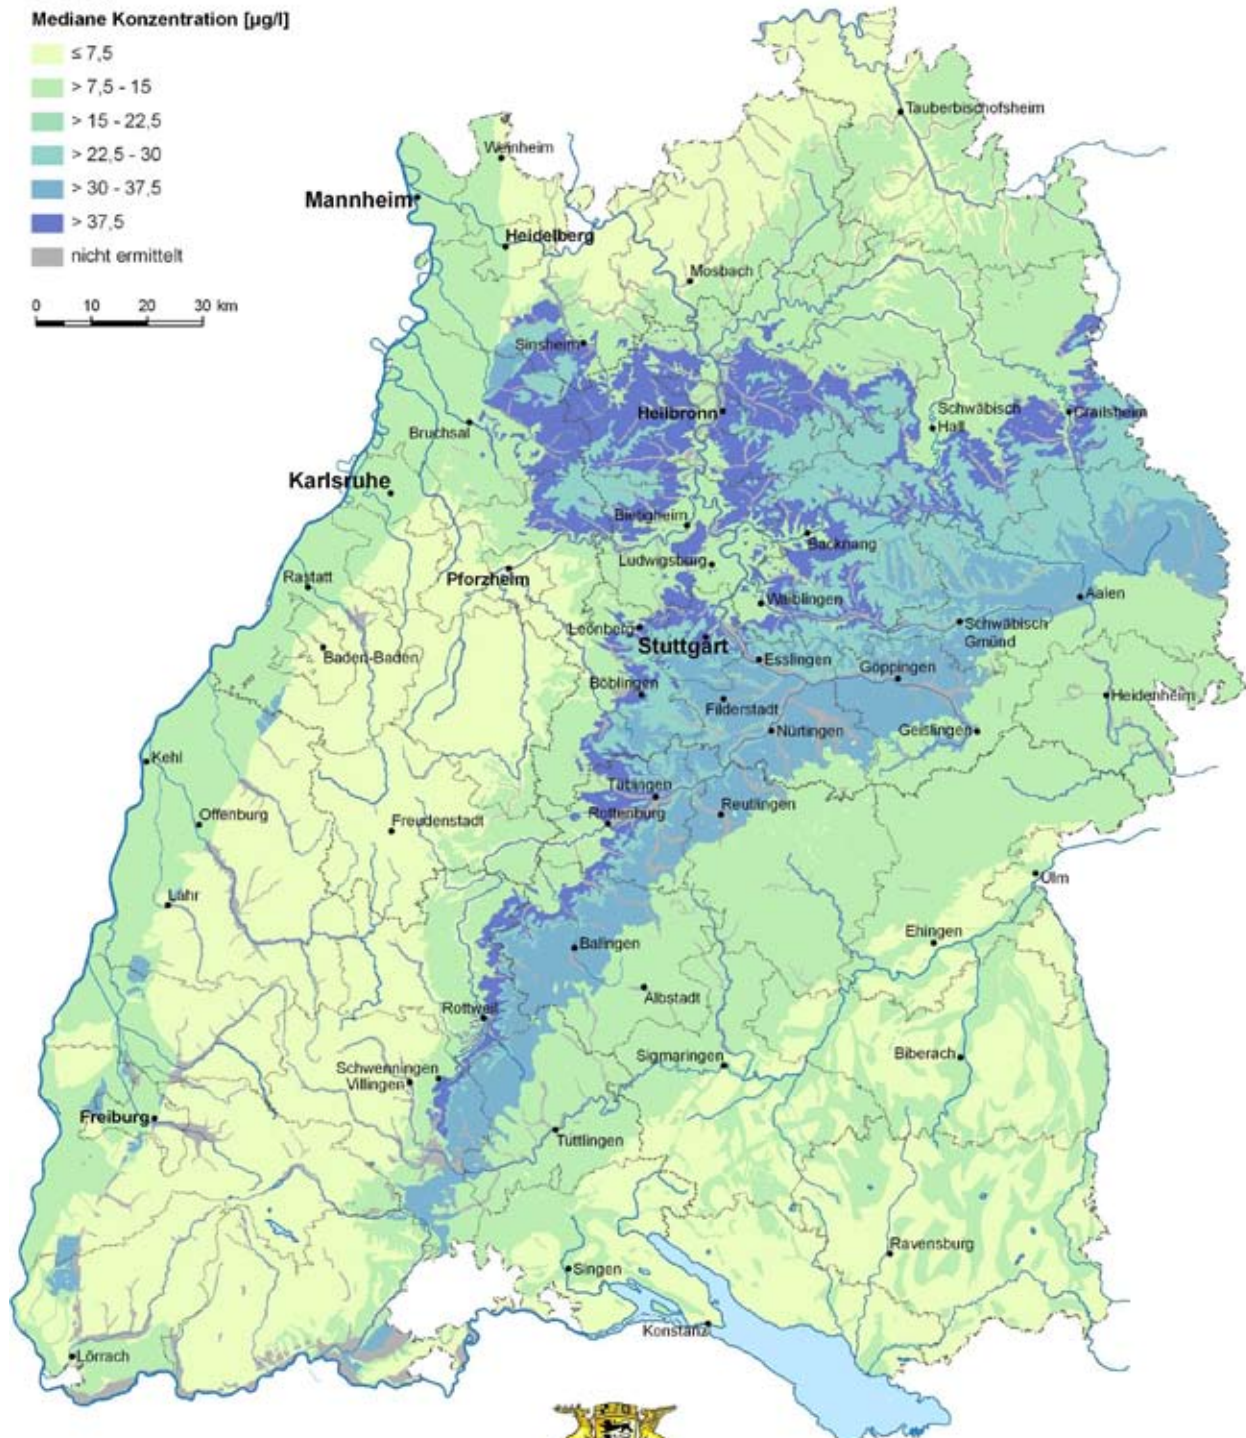 Mediane Konzentration [µg/l]
≤ 7,5
> 7,5 - 15
> 15 - 22,5
> 22,5 - 30
> 30 - 37,5
> 37,5
nicht ermittelt
0 10 20 30 km
Tauberbischofsheim
Weinheim
Mannheim
Heidelberg
Mosbach
Sinsheim
Heilbronn
Schwäbisch
Hall
Crailsheim
Bruchsal
Karlsruhe
Bietigheim
Backnang
Ludwigsburg
Pforzheim
Rastatt
Waiblingen
Aalen
Leonberg
Schwäbisch
Gmünd
Stuttgart
Baden-Baden
Esslingen
Göppingen
Böblingen
Heidenheim
Filderstadt
Nürtingen
Geislingen
Kehl
Tübingen
Reutlingen
Offenburg
Freudenstadt
Rottenburg
Ulm
Lahr
Ehingen
Balingen
Albstadt
Rottweil
Sigmaringen
Biberach
Schwenningen
Villingen
Freiburg
Tuttlingen
Ravensburg
Singen
Konstanz
Lörrach